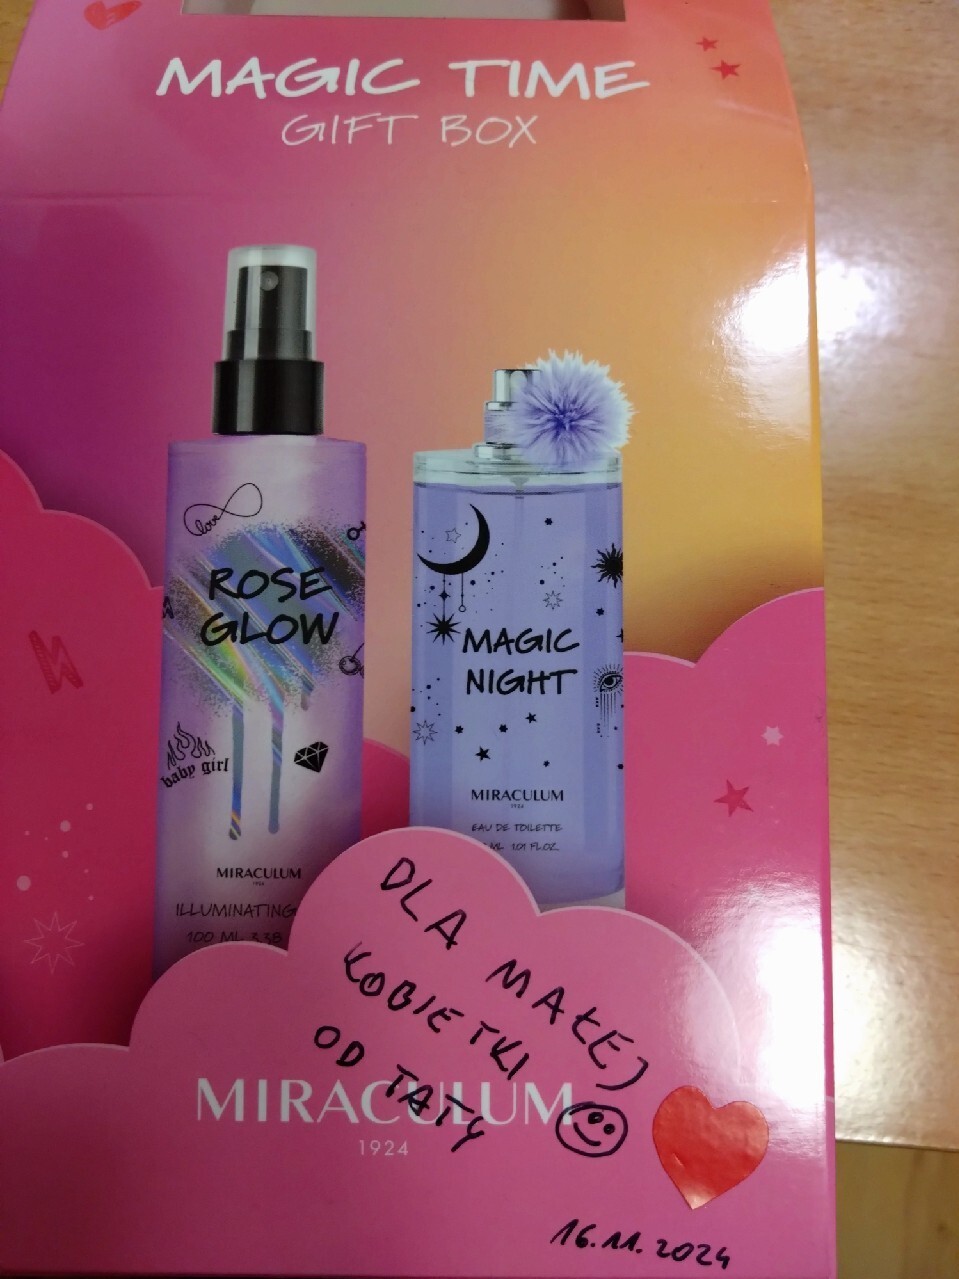 MAGIC TIME
GIFT BOX
love
ROSE
GLOW
baby girl
MIRACULUM
1924
ILLUMINATING
100 ML 3.38
MAGIC
NIGHT
MIRACULUM
1924
EAU DE TOILETTE
ML 1.01 FL.OZ.
DLA MAŁEJ
KOBIETKI
OD TATY
MIRACULUM
1924
16.11.2024